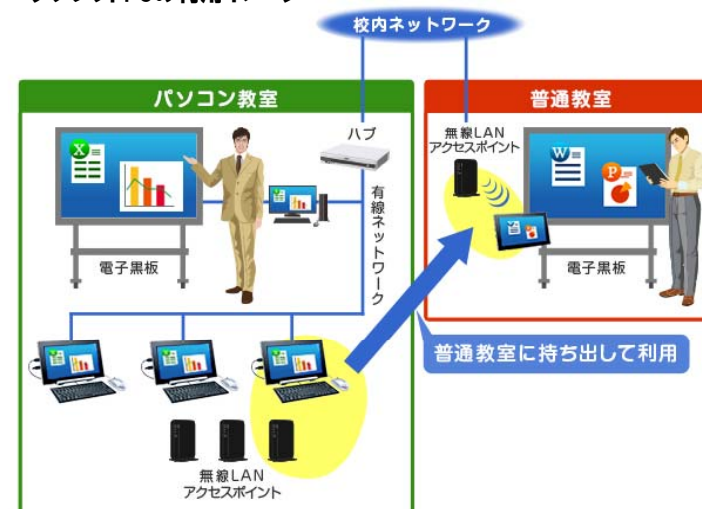 校内ネットワーク
パソコン教室
普通教室
ハブ
無線LAN
アクセスポイント
X
W
P
有線ネットワーク
電子黒板
電子黒板
普通教室に持ち出して利用
無線LAN
アクセスポイント